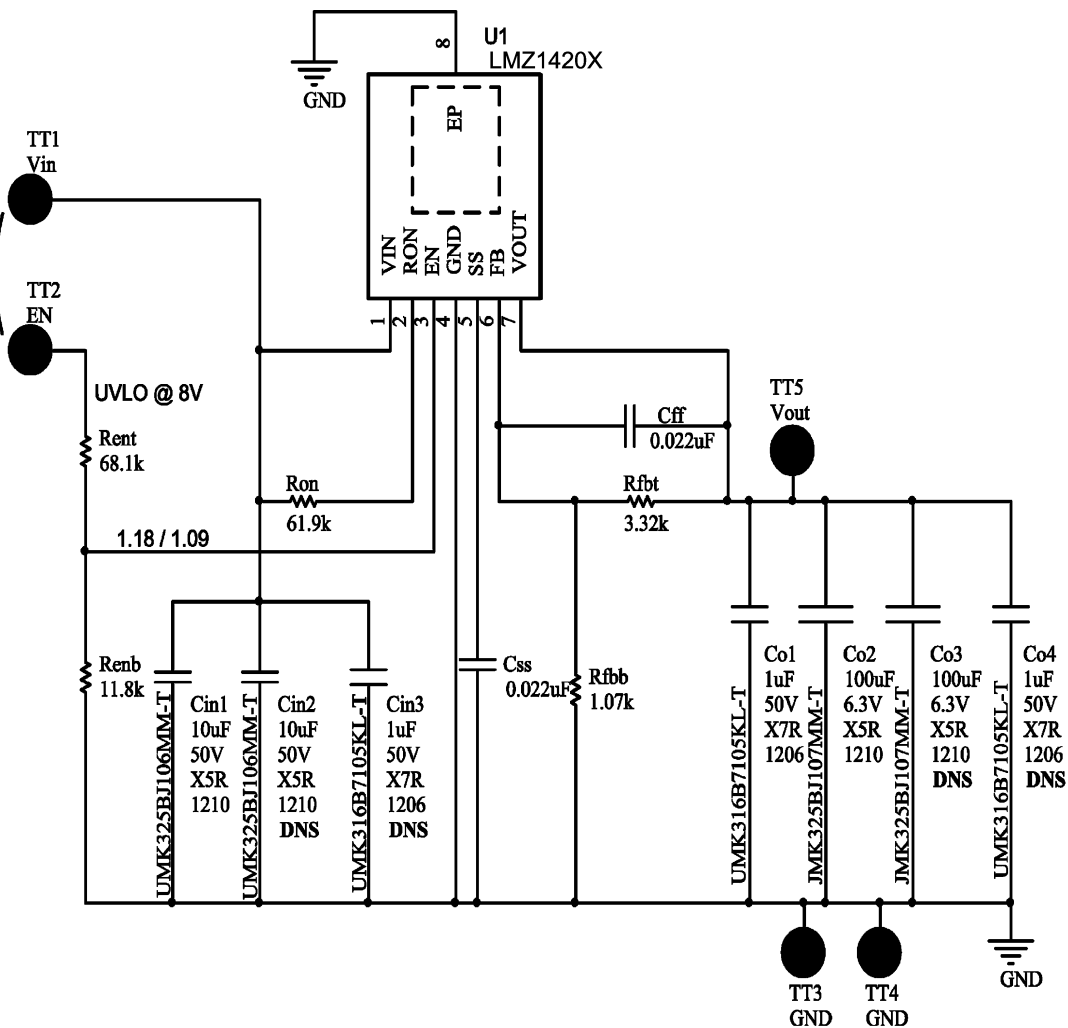 U1
LMZ1420X
8
GND
EP
TT1
Vin
VIN
RON
EN
GND
SS
FB
VOUT
1
2
3
4
5
6
7
TT2
EN
UVLO @ 8V
Rent
68.1k
Ron
61.9k
1.18 / 1.09
Cff
0.022uF
TT5
Vout
Rfbt
3.32k
Renb
11.8k
UMK325BJ106MM-T
Cin1
10uF
50V
X5R
1210
UMK325BJ106MM-T
Cin2
10uF
50V
X5R
1210
DNS
UMK316B7105KL-T
Cin3
1uF
50V
X7R
1206
DNS
Css
0.022uF
Rfbb
1.07k
UMK316B7105KL-T
Co1
1uF
50V
X7R
1206
JMK325BJ107MM-T
Co2
100uF
6.3V
X5R
1210
JMK325BJ107MM-T
Co3
100uF
6.3V
X5R
1210
DNS
UMK316B7105KL-T
Co4
1uF
50V
X7R
1206
DNS
TT3
GND
TT4
GND
GND